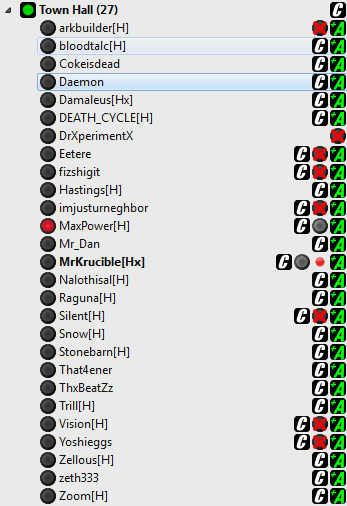 Town Hall (27) C
arkbuilder[H] +A
bloodtalc[H] C +A
Cokeisdead C +A
Daemon C +A
Damaleus[Hx] C +A
DEATH_CYCLE[H] C +A
DrXperimentX
Eetere C +A
fizshigit C +A
Hastings[H] C +A
imjusturneghbor C +A
MaxPower[H] C +A
Mr_Dan C +A
MrKrucible[Hx] C +A
Nalothisal[H] C +A
Raguna[H] C +A
Silent[H] C +A
Snow[H] C +A
Stonebarn[H] C +A
That4ener C +A
ThxBeatZz C +A
Trill[H] C +A
Vision[H] C +A
Yoshieggs C +A
Zellous[H] C +A
zeth333 C +A
Zoom[H] C +A